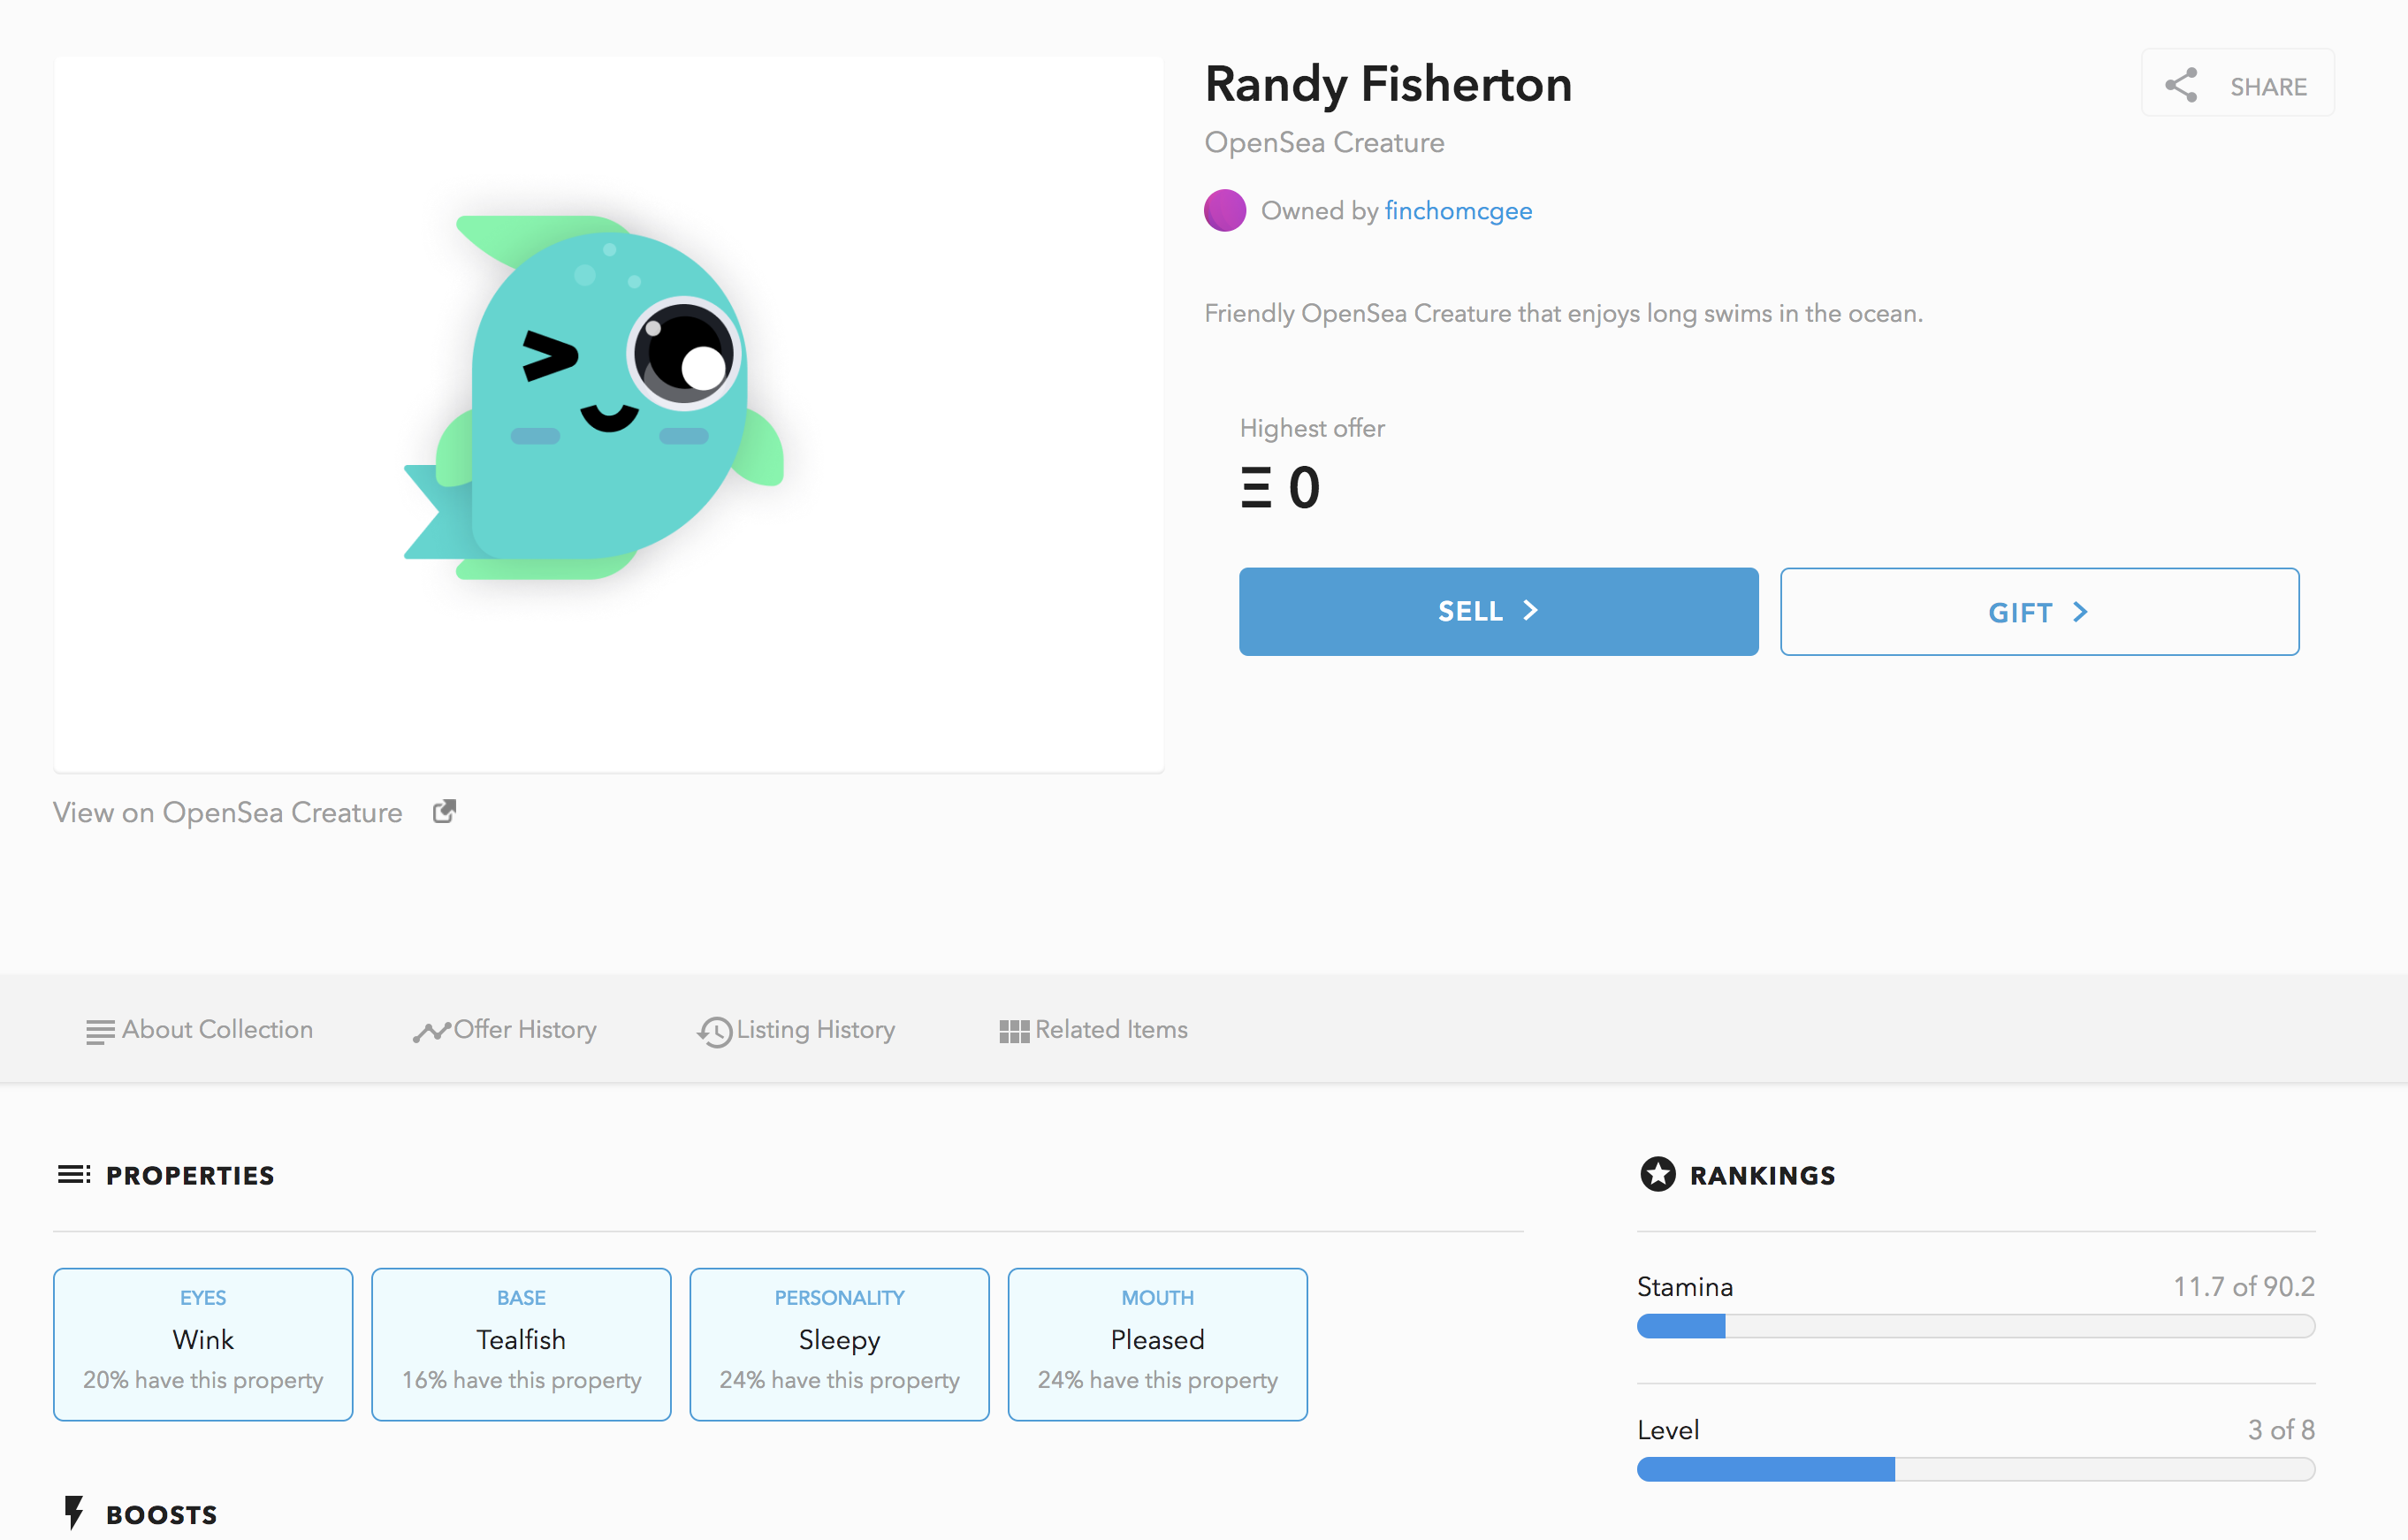 Randy Fisherton
SHARE
OpenSea Creature
Owned by finchomcgee
Friendly OpenSea Creature that enjoys long swims in the ocean.
Highest offer
Ξ 0
SELL
GIFT
View on OpenSea Creature
About Collection
Offer History
Listing History
Related Items
PROPERTIES
EYES
Wink
20% have this property
BASE
Tealfish
16% have this property
PERSONALITY
Sleepy
24% have this property
MOUTH
Pleased
24% have this property
BOOSTS
RANKINGS
Stamina 11.7 of 90.2
Level 3 of 8